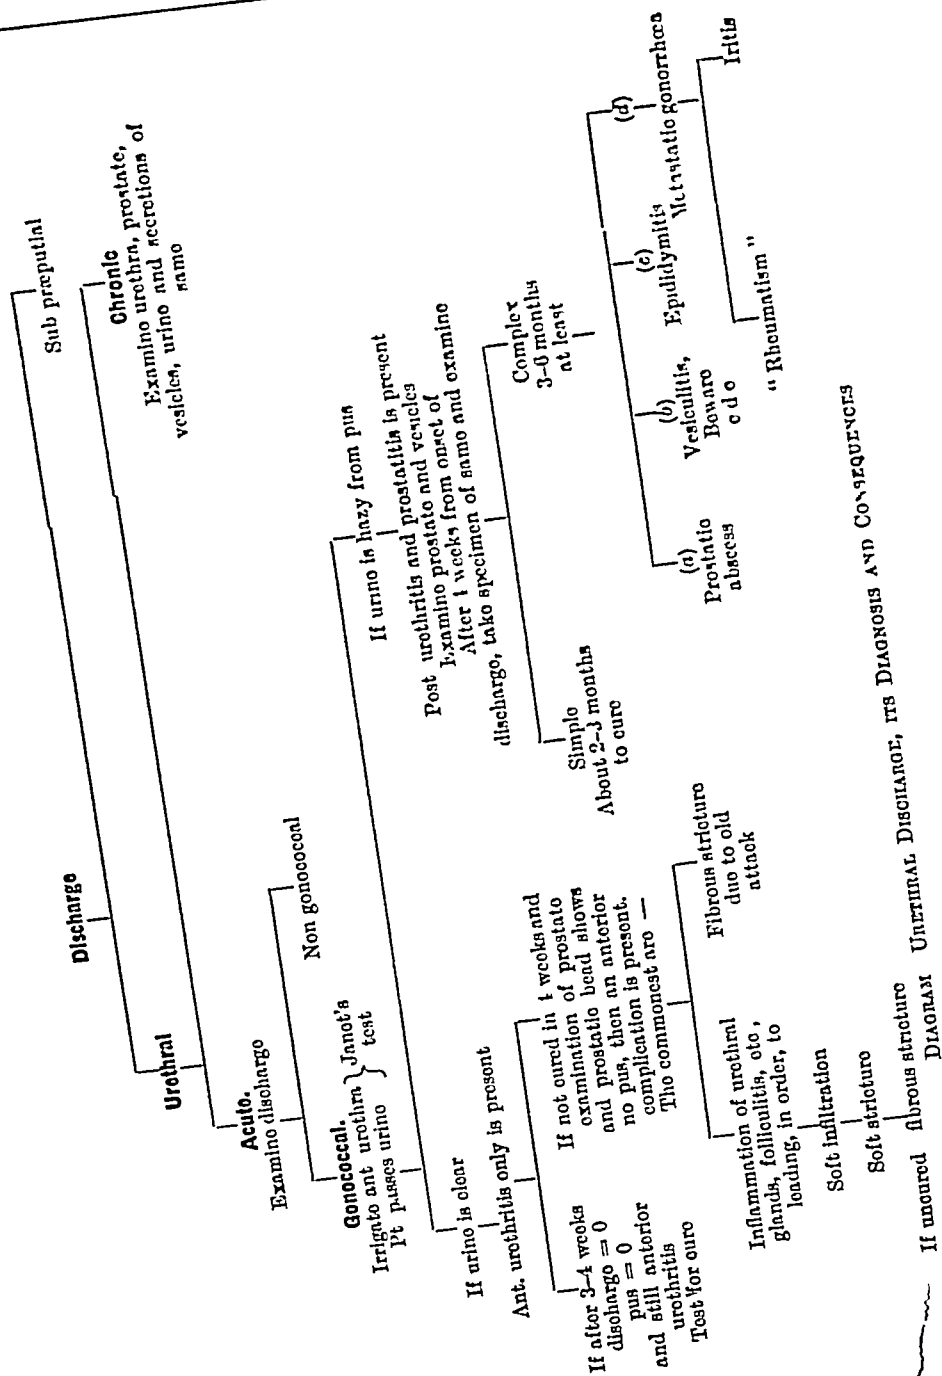 Discharge
Urethral
Sub præputial
Acute.
Examine discharge
Chronic
Examine urethra, prostate,
vesicles, urine and secretions of
same
Gonococcal.
Irrigate ant urethra } Janet's
Pt passes urine } test
Non gonococcal
If urine is clear
Ant. urethritis only is present
If urine is hazy from pus
Post urethritis and prostatitis is present
Examine prostate and vesicles
After 4 weeks from onset of
discharge, take specimen of same and examine
If after 3-4 weeks
discharge = 0
pus = 0
and still anterior
urethritis
Test for cure
If not cured in 4 weeks and
examination of prostate
and prostatic bead shows
no pus, then an anterior
complication is present.
The commonest are —
Simple
About 2-3 months
to cure
Complex
3-6 months
at least
Inflammation of urethral
glands, folliculitis, etc,
leading, in order, to
Soft infiltration
Soft stricture
If uncured fibrous stricture
Fibrous stricture
due to old
attack
(a)
Prostatic
abscess
(b)
Vesiculitis,
Beware
c d e
(c)
Epididymitis
(d)
Metastatic gonorrhœa
"Rheumatism"
Iritis
DIAGRAM URETHRAL DISCHARGE, ITS DIAGNOSIS AND CONSEQUENCES